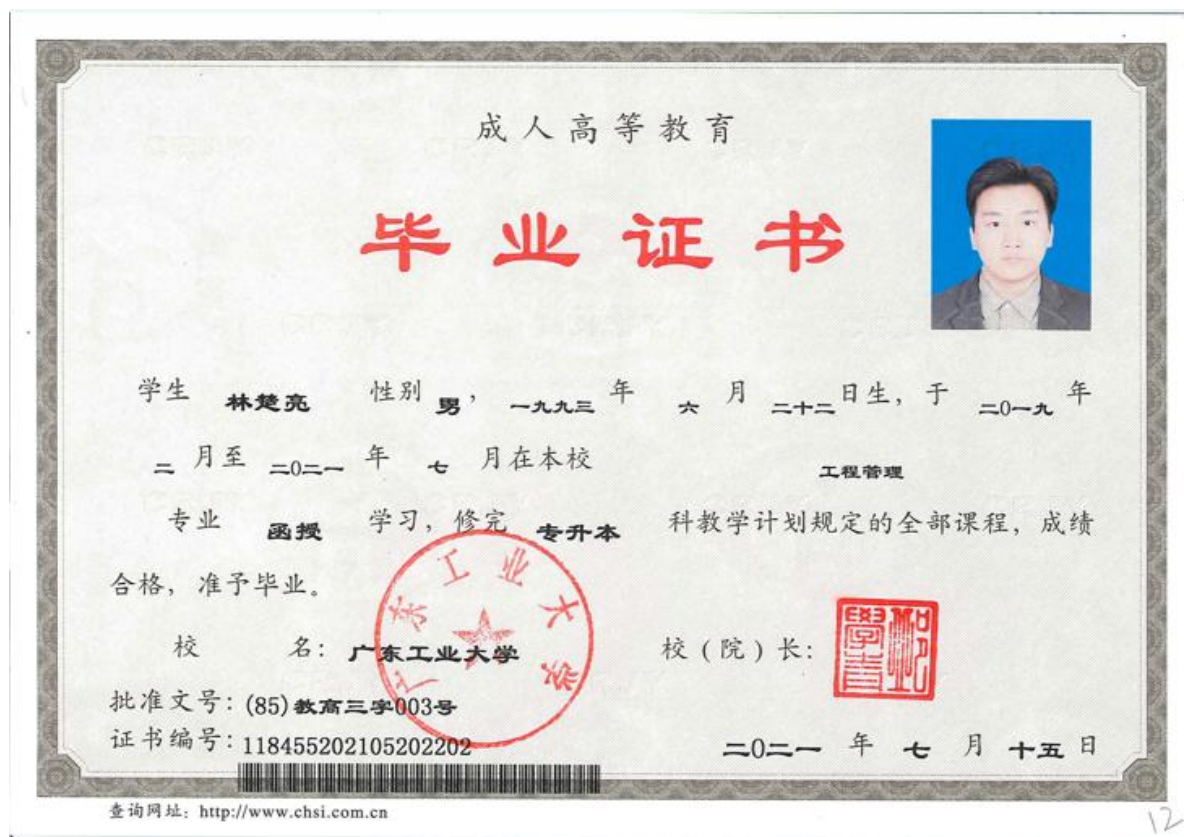 成人高等教育
毕业证书
学生 林楚亮 性别 男，一九九三 年 六 月 二十二 日生，于 二0一九 年
二 月至 二0二一 年 七 月在本校 工程管理
专业 函授 学习，修完 专升本 科教学计划规定的全部课程，成绩
合格，准予毕业。
广东工业大学
校 名：广东工业大学 校（院）长：
批准文号：(85)教高三字003号
证书编号：118455202105202202
二0二一 年 七 月 十五 日
查询网址：http://www.chsi.com.cn
12